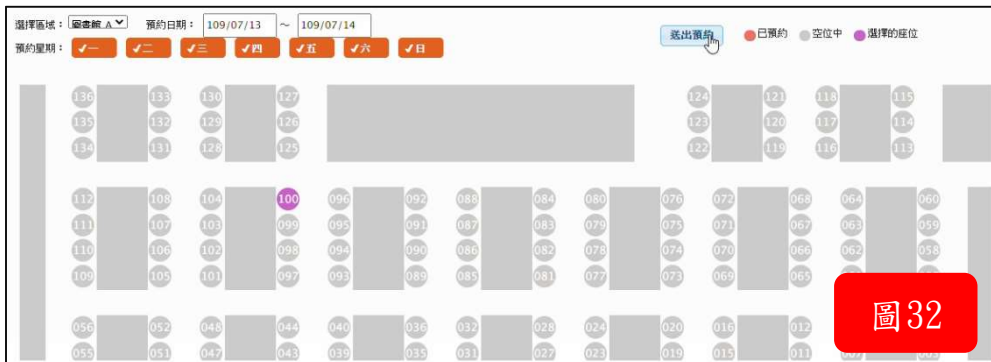 選擇區域： 圖書館 A 預約日期： 109/07/13 ～ 109/07/14
送出預約 已預約 空位中 選擇的座位
預約星期： ✓一 ✓二 ✓三 ✓四 ✓五 ✓六 ✓日
136 133 130 127 124 121 118 115
135 132 129 126 123 120 117 114
134 131 128 125 122 119 116 113
112 108 104 100 096 092 088 084 080 076 072 068 064 060
111 107 103 099 095 091 087 083 079 075 071 067 063 059
110 106 102 098 094 090 086 082 078 074 070 066 062 058
109 105 101 097 093 089 085 081 077 073 069 065
056 052 048 044 040 036 032 028 024 020 016 012
055 051 047 043 039 035 031 027 023 019 015 011
圖32